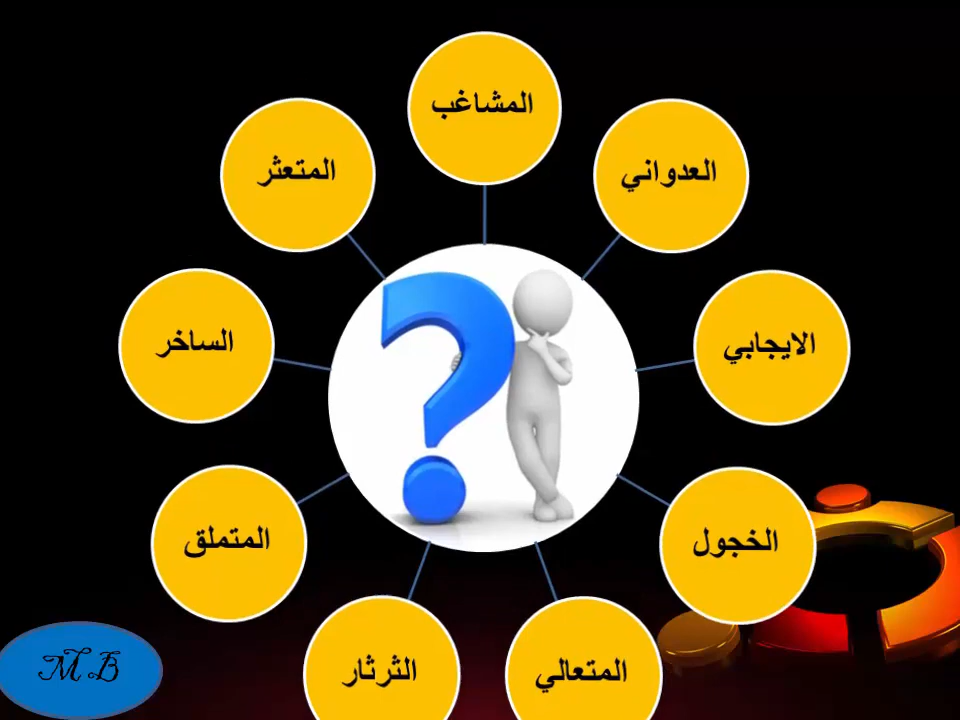 المشاغب
العدواني
الايجابي
الخجول
المتعالي
الثرثار
المتملق
الساخر
المتعثر
M B